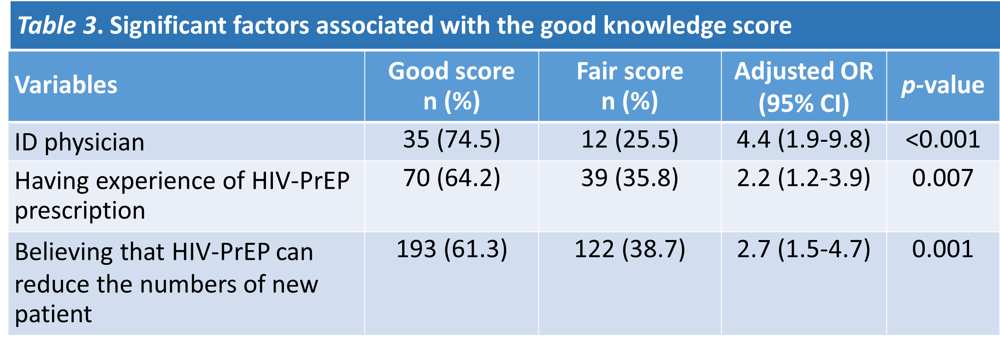 Table 3. Significant factors associated with the good knowledge score
Variables
Good score
n (%)
Fair score
n (%)
Adjusted OR
(95% CI)
p-value
ID physician
35 (74.5)
12 (25.5)
4.4 (1.9-9.8)
<0.001
Having experience of HIV-PrEP
prescription
70 (64.2)
39 (35.8)
2.2 (1.2-3.9)
0.007
Believing that HIV-PrEP can
reduce the numbers of new
patient
193 (61.3)
122 (38.7)
2.7 (1.5-4.7)
0.001